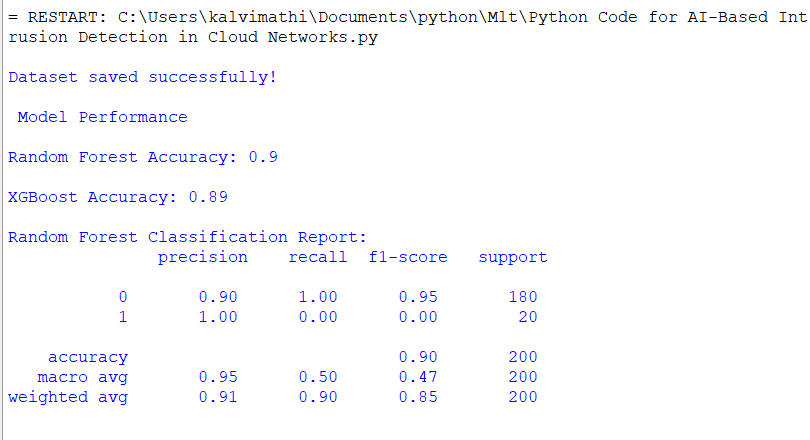 = RESTART: C:\Users\kalvimathi\Documents\python\Mlt\Python Code for AI-Based Int
rusion Detection in Cloud Networks.py
Dataset saved successfully!
Model Performance
Random Forest Accuracy: 0.9
XGBoost Accuracy: 0.89
Random Forest Classification Report:
precision recall f1-score support
0 0.90 1.00 0.95 180
1 1.00 0.00 0.00 20
accuracy 0.90 200
macro avg 0.95 0.50 0.47 200
weighted avg 0.91 0.90 0.85 200